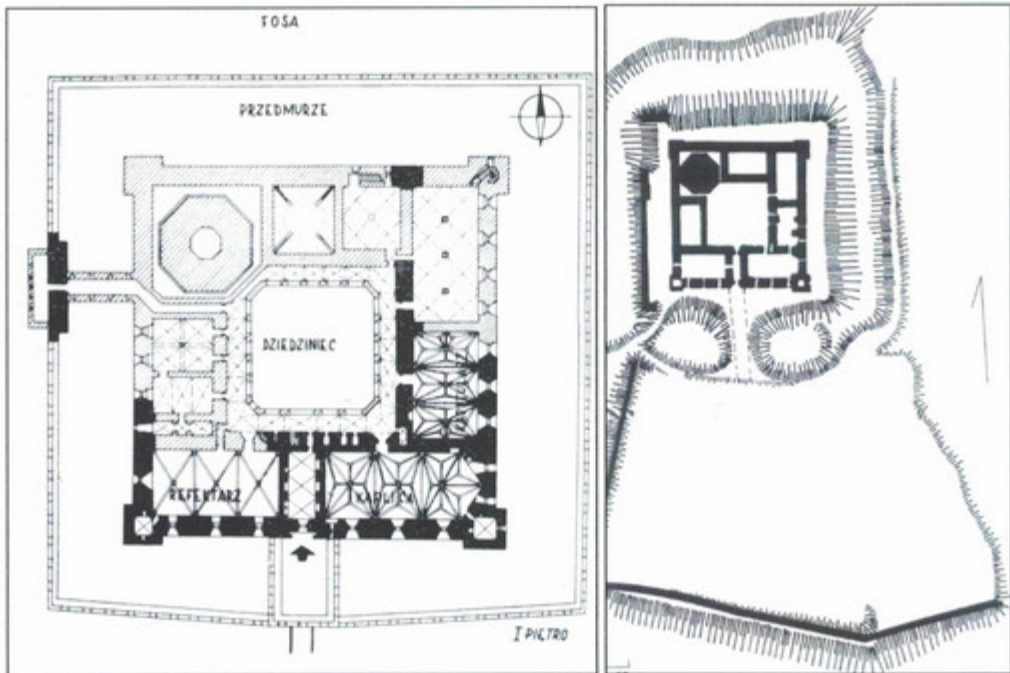 FOSA
PRZEDMURZE
DZIEDZINIEC
REFEKTARZ
KAPLICA
I PIĘTRO